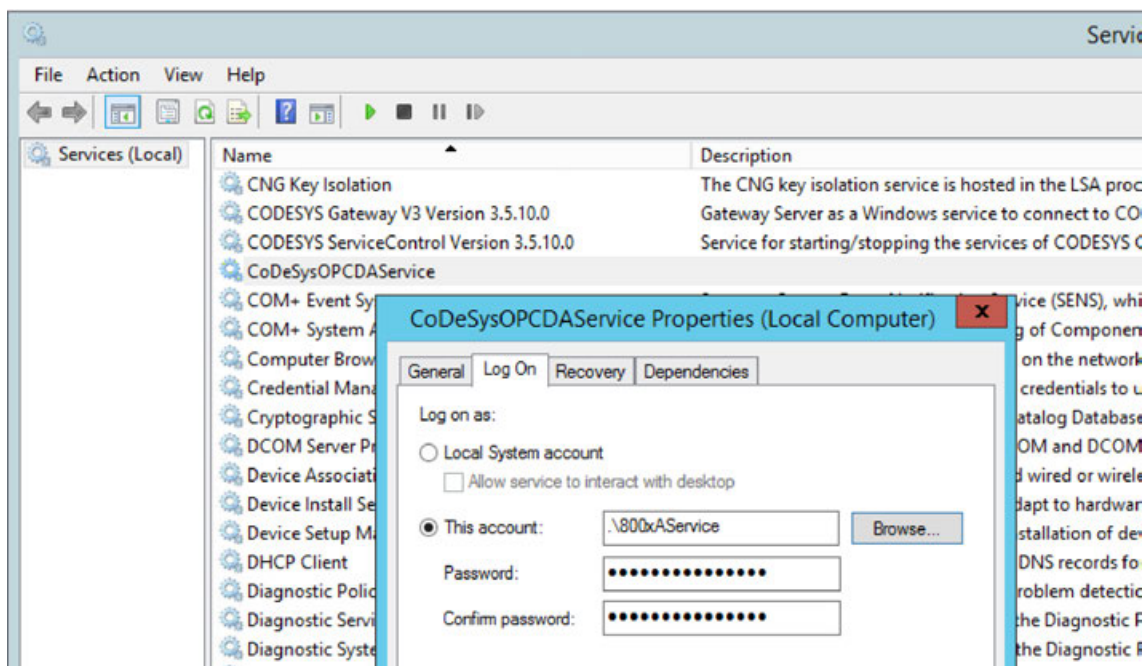 Servic
File Action View Help
Services (Local)
Name Description
CNG Key Isolation The CNG key isolation service is hosted in the LSA proc
CODESYS Gateway V3 Version 3.5.10.0 Gateway Server as a Windows service to connect to CO
CODESYS ServiceControl Version 3.5.10.0 Service for starting/stopping the services of CODESYS
CoDeSysOPCDAService
COM+ Event Sy vice (SENS), whi
COM+ System A g of Componen
Computer Brow on the network
Credential Mana credentials to u
Cryptographic S atalog Database
DCOM Server Pr OM and DCOM
Device Associati d wired or wirele
Device Install Se dapt to hardwar
Device Setup Ma stallation of dev
DHCP Client DNS records fo
Diagnostic Polic roblem detectio
Diagnostic Servi the Diagnostic P
Diagnostic Syste the Diagnostic P
CoDeSysOPCDAService Properties (Local Computer) x
General Log On Recovery Dependencies
Log on as:
Local System account
Allow service to interact with desktop
This account: .\800xAService Browse...
Password: •••••••••••••••
Confirm password: •••••••••••••••